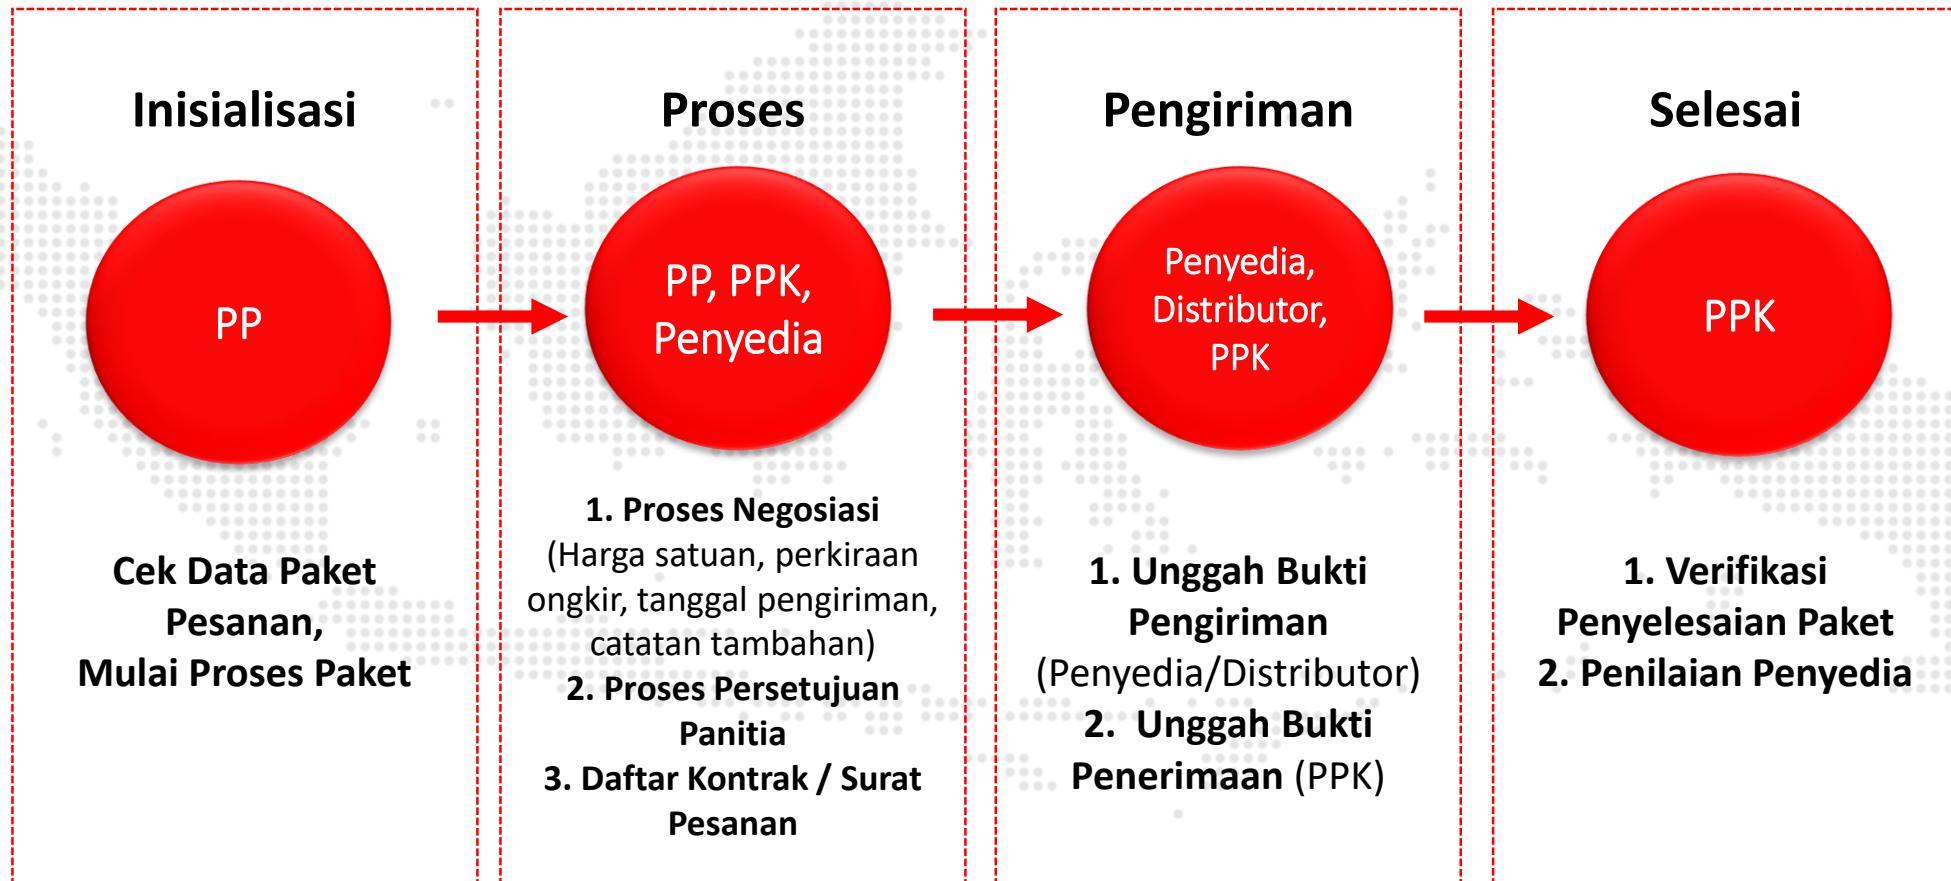 Inisialisasi
PP
Cek Data Paket
Pesanan,
Mulai Proses Paket
Proses
PP, PPK,
Penyedia
1. Proses Negosiasi
(Harga satuan, perkiraan
ongkir, tanggal pengiriman,
catatan tambahan)
2. Proses Persetujuan
Panitia
3. Daftar Kontrak / Surat
Pesanan
Pengiriman
Penyedia,
Distributor,
PPK
1. Unggah Bukti
Pengiriman
(Penyedia/Distributor)
2. Unggah Bukti
Penerimaan (PPK)
Selesai
PPK
1. Verifikasi
Penyelesaian Paket
2. Penilaian Penyedia